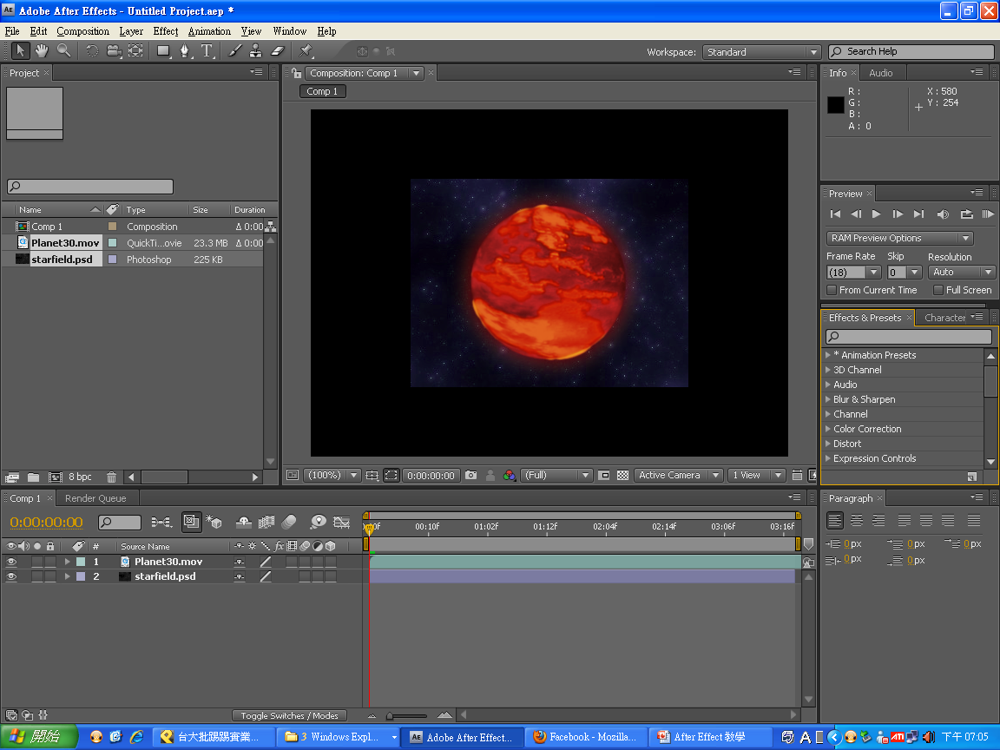 AE Adobe After Effects - Untitled Project.aep *
File Edit Composition Layer Effect Animation View Window Help
Workspace: Standard Search Help
Project Composition: Comp 1 Info Audio
Comp 1
R : X : 580
G : Y : 254
B :
A : 0
Preview
RAM Preview Options
Frame Rate Skip Resolution
(18) 0 Auto
From Current Time Full Screen
Name Type Size Duration
Comp 1 Composition Δ 0:00
Planet30.mov QuickTi...ovie 23.3 MB Δ 0:00
starfield.psd Photoshop 225 KB
Effects & Presets Character
* Animation Presets
3D Channel
Audio
Blur & Sharpen
Channel
Color Correction
Distort
Expression Controls
8 bpc (100%) 0:00:00:00 (Full) Active Camera 1 View
Comp 1 Render Queue Paragraph
0:00:00:00
00:10F 01:02F 01:12F 02:04F 02:14F 03:06F 03:16F
# Source Name fx
1 Planet30.mov
2 starfield.psd
0 px 0 px 0 px
0 px 0 px
Toggle Switches / Modes
開始 台大批踢踢實業... 3 Windows Expl... AE Adobe After Effect... Facebook - Mozilla... After Effect 教學 A ATI 下午 07:05